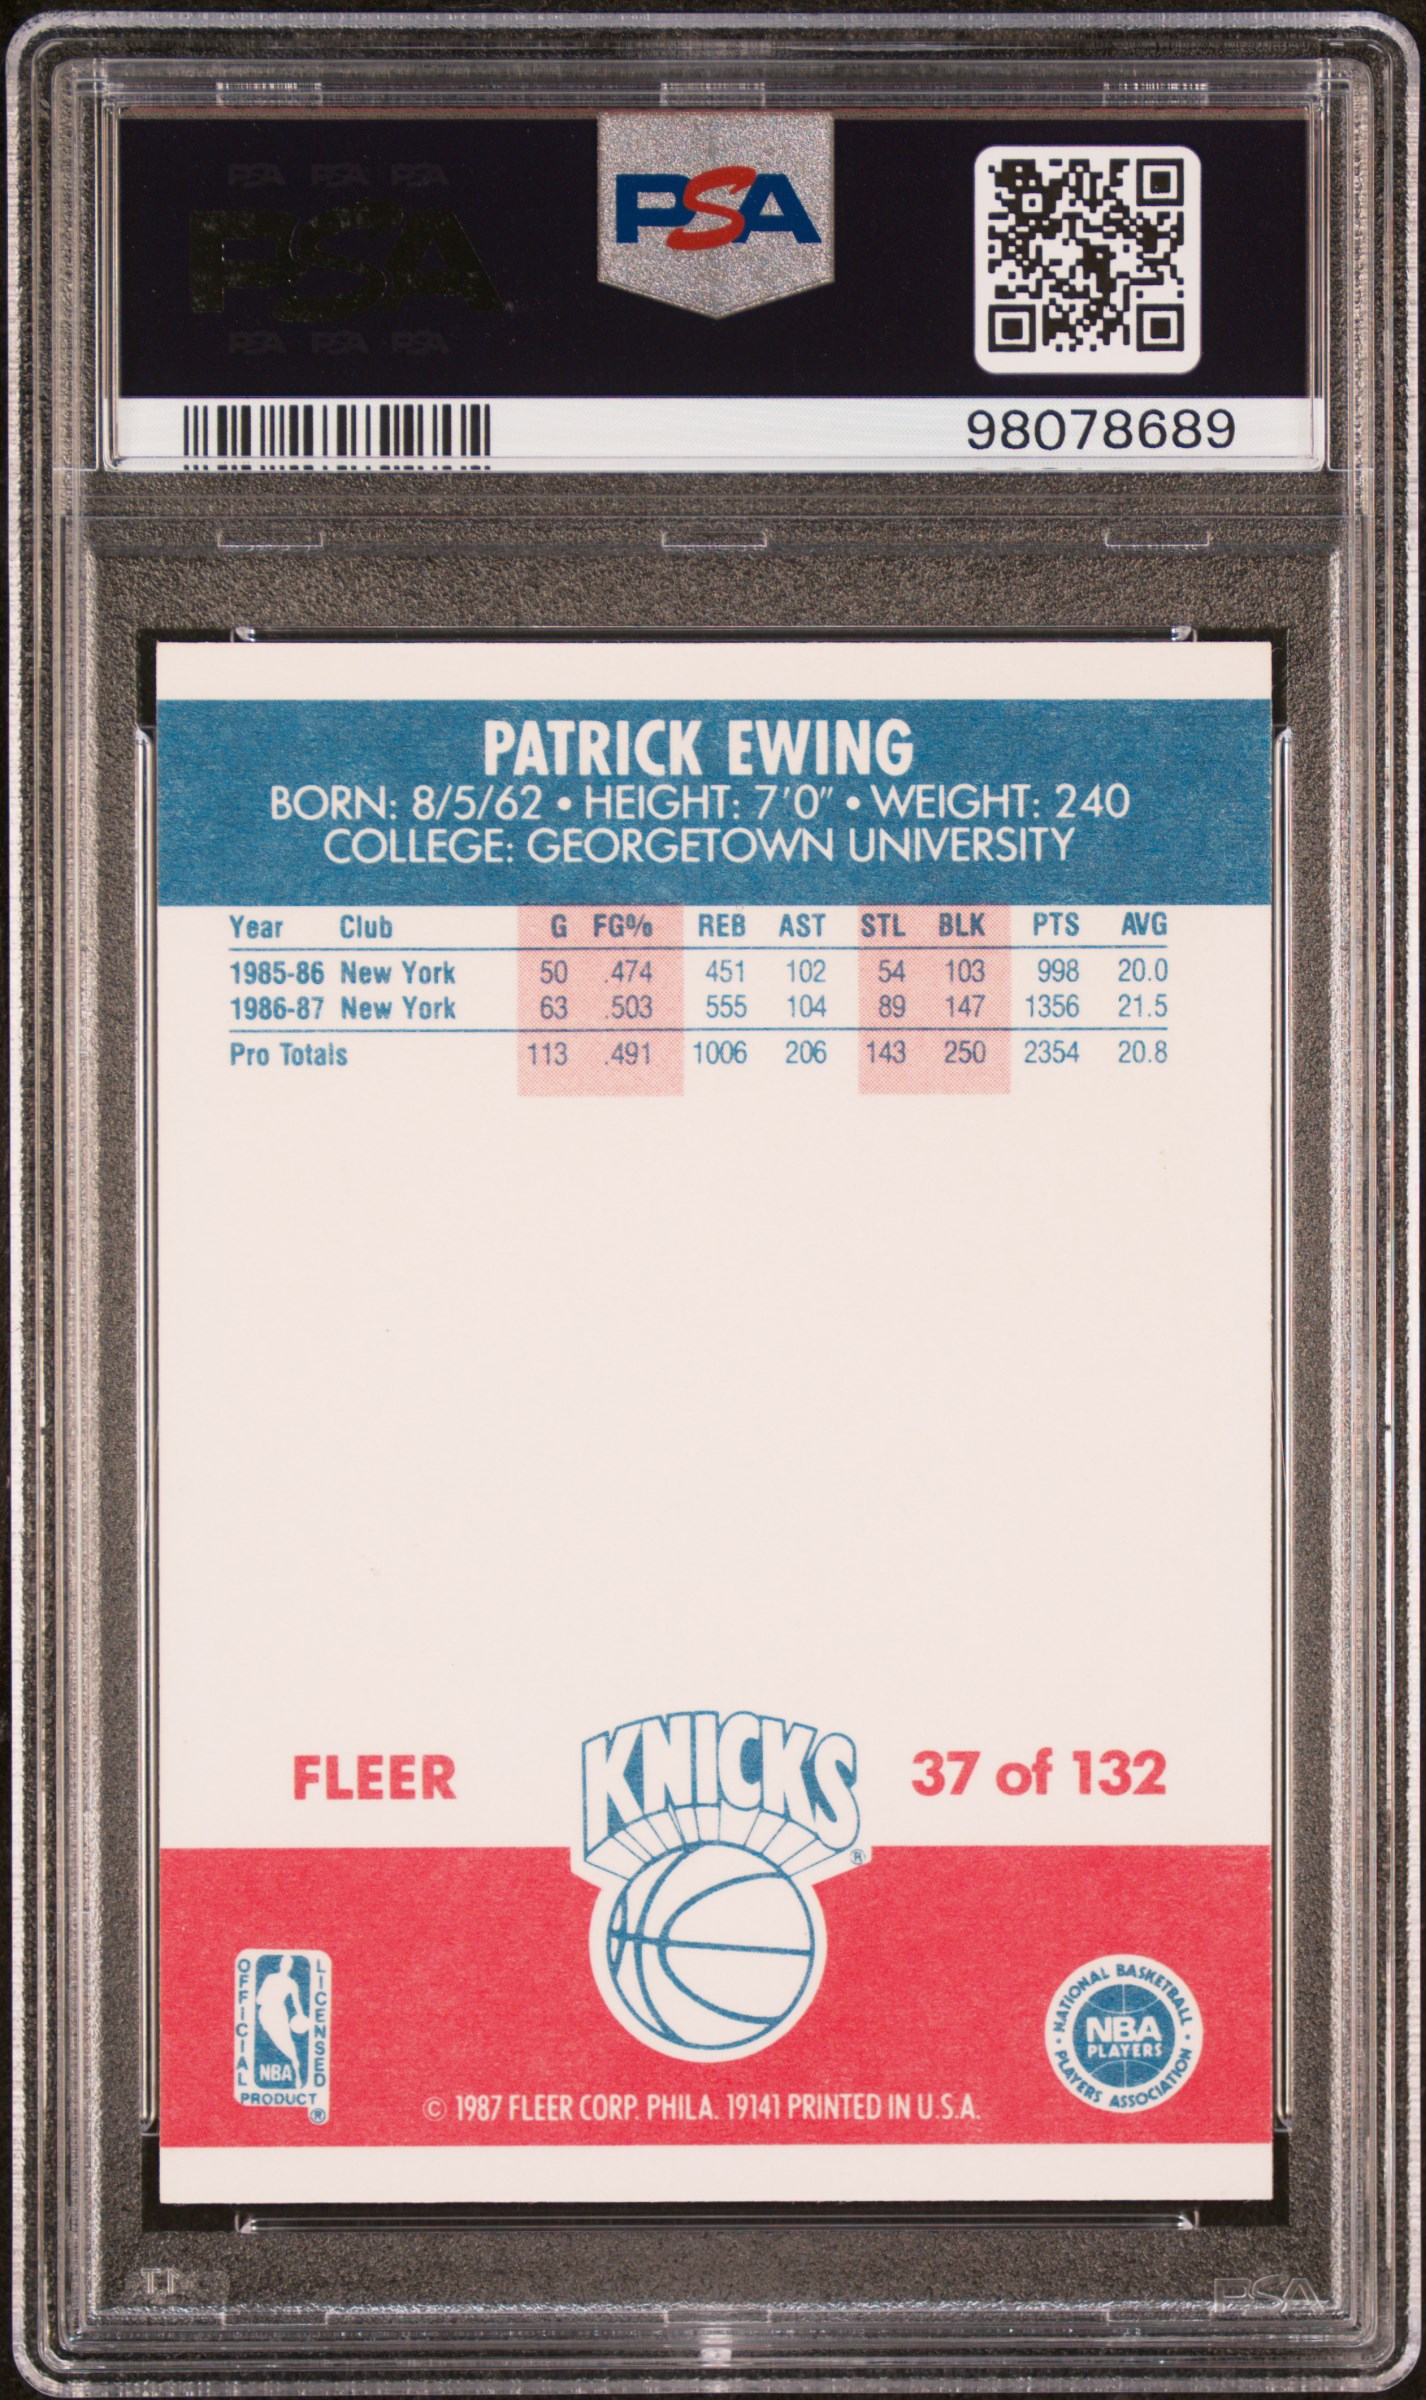 PSA PSA PSA
PSA
PSA PSA PSA
PSA
98078689
PATRICK EWING
BORN: 8/5/62 • HEIGHT: 7'0" • WEIGHT: 240
COLLEGE: GEORGETOWN UNIVERSITY
Year Club G FG% REB AST STL BLK PTS AVG
1985-86 New York 50 .474 451 102 54 103 998 20.0
1986-87 New York 63 .503 555 104 89 147 1356 21.5
Pro Totals 113 .491 1006 206 143 250 2354 20.8
FLEER
KNICKS ®
37 of 132
OFFICIAL LICENSED
NBA
PRODUCT ®
NATIONAL BASKETBALL
NBA
PLAYERS
PLAYERS ASSOCIATION
© 1987 FLEER CORP. PHILA. 19141 PRINTED IN U.S.A.
PSA